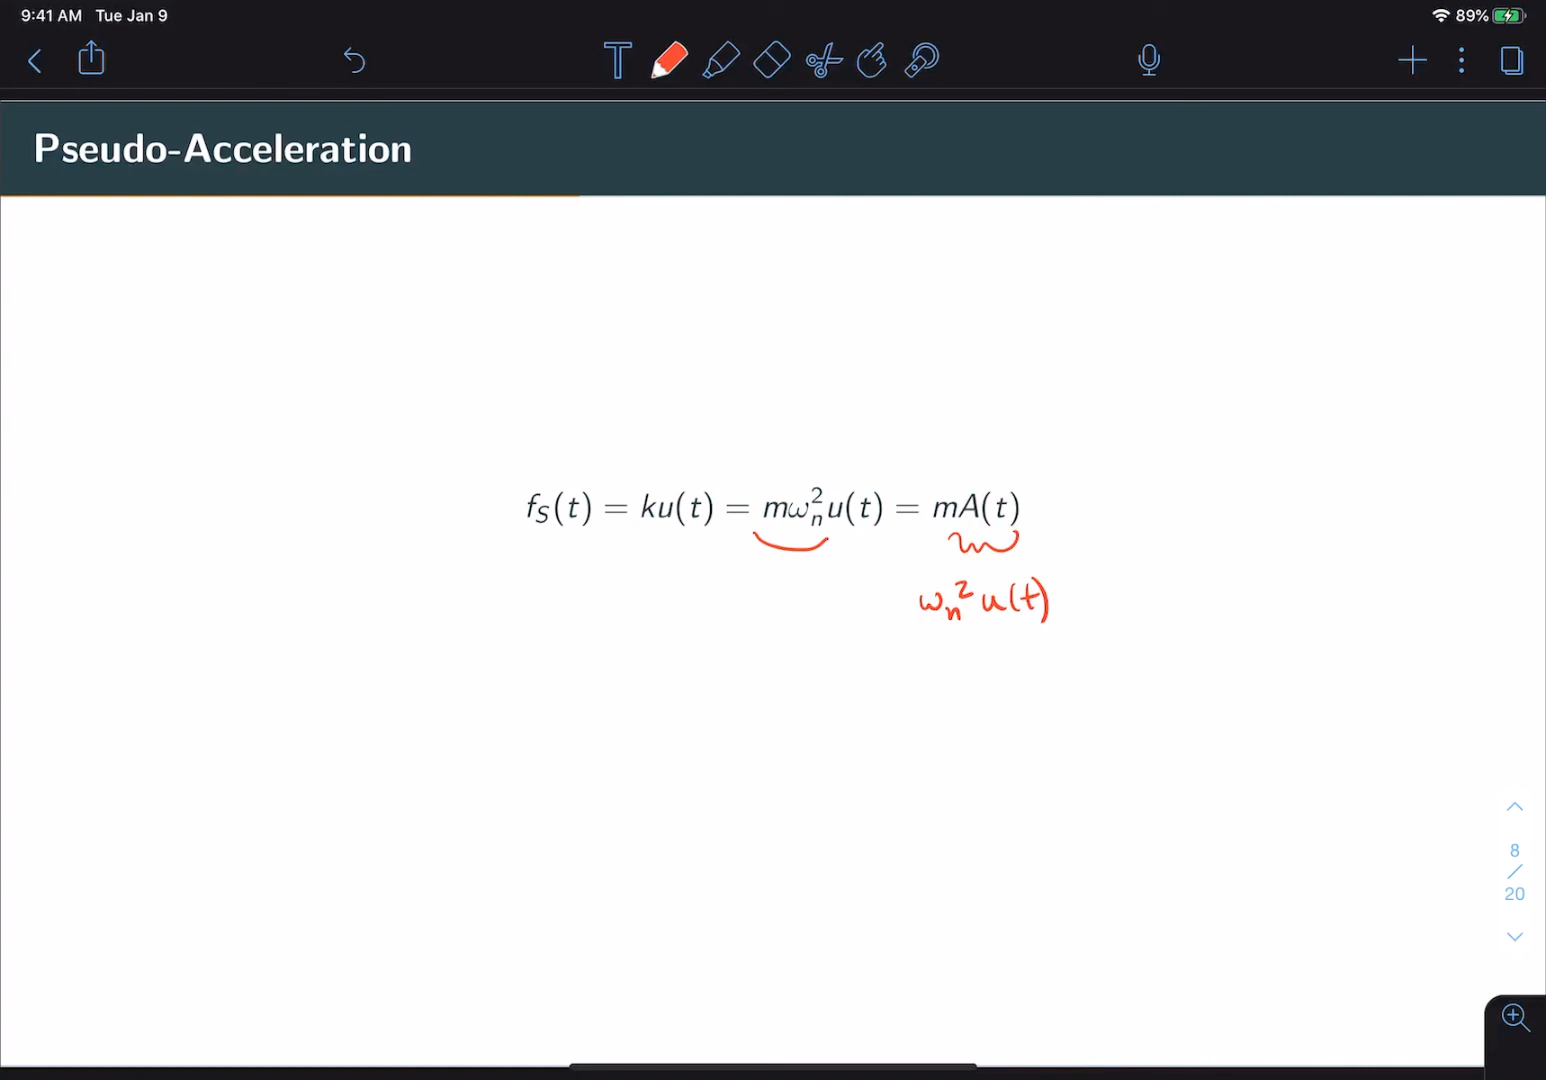 9:41 AM Tue Jan 9
89%
T
Pseudo-Acceleration
fS(t) = ku(t) = mωn²u(t) = mA(t)
ωn² u(t)
8
/
20